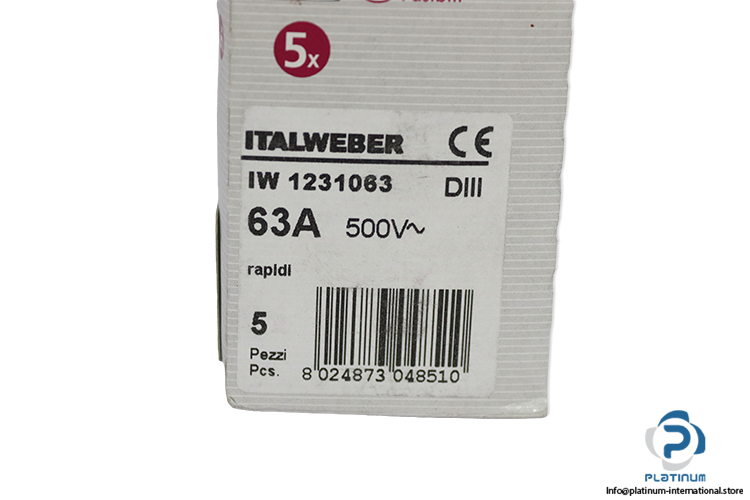 5x
ITALWEBER CE
IW 1231063 DIII
63A 500V~
rapidi
5
Pezzi
Pcs.
8 024873 048510
PLATINUM
Info@platinum-international.store